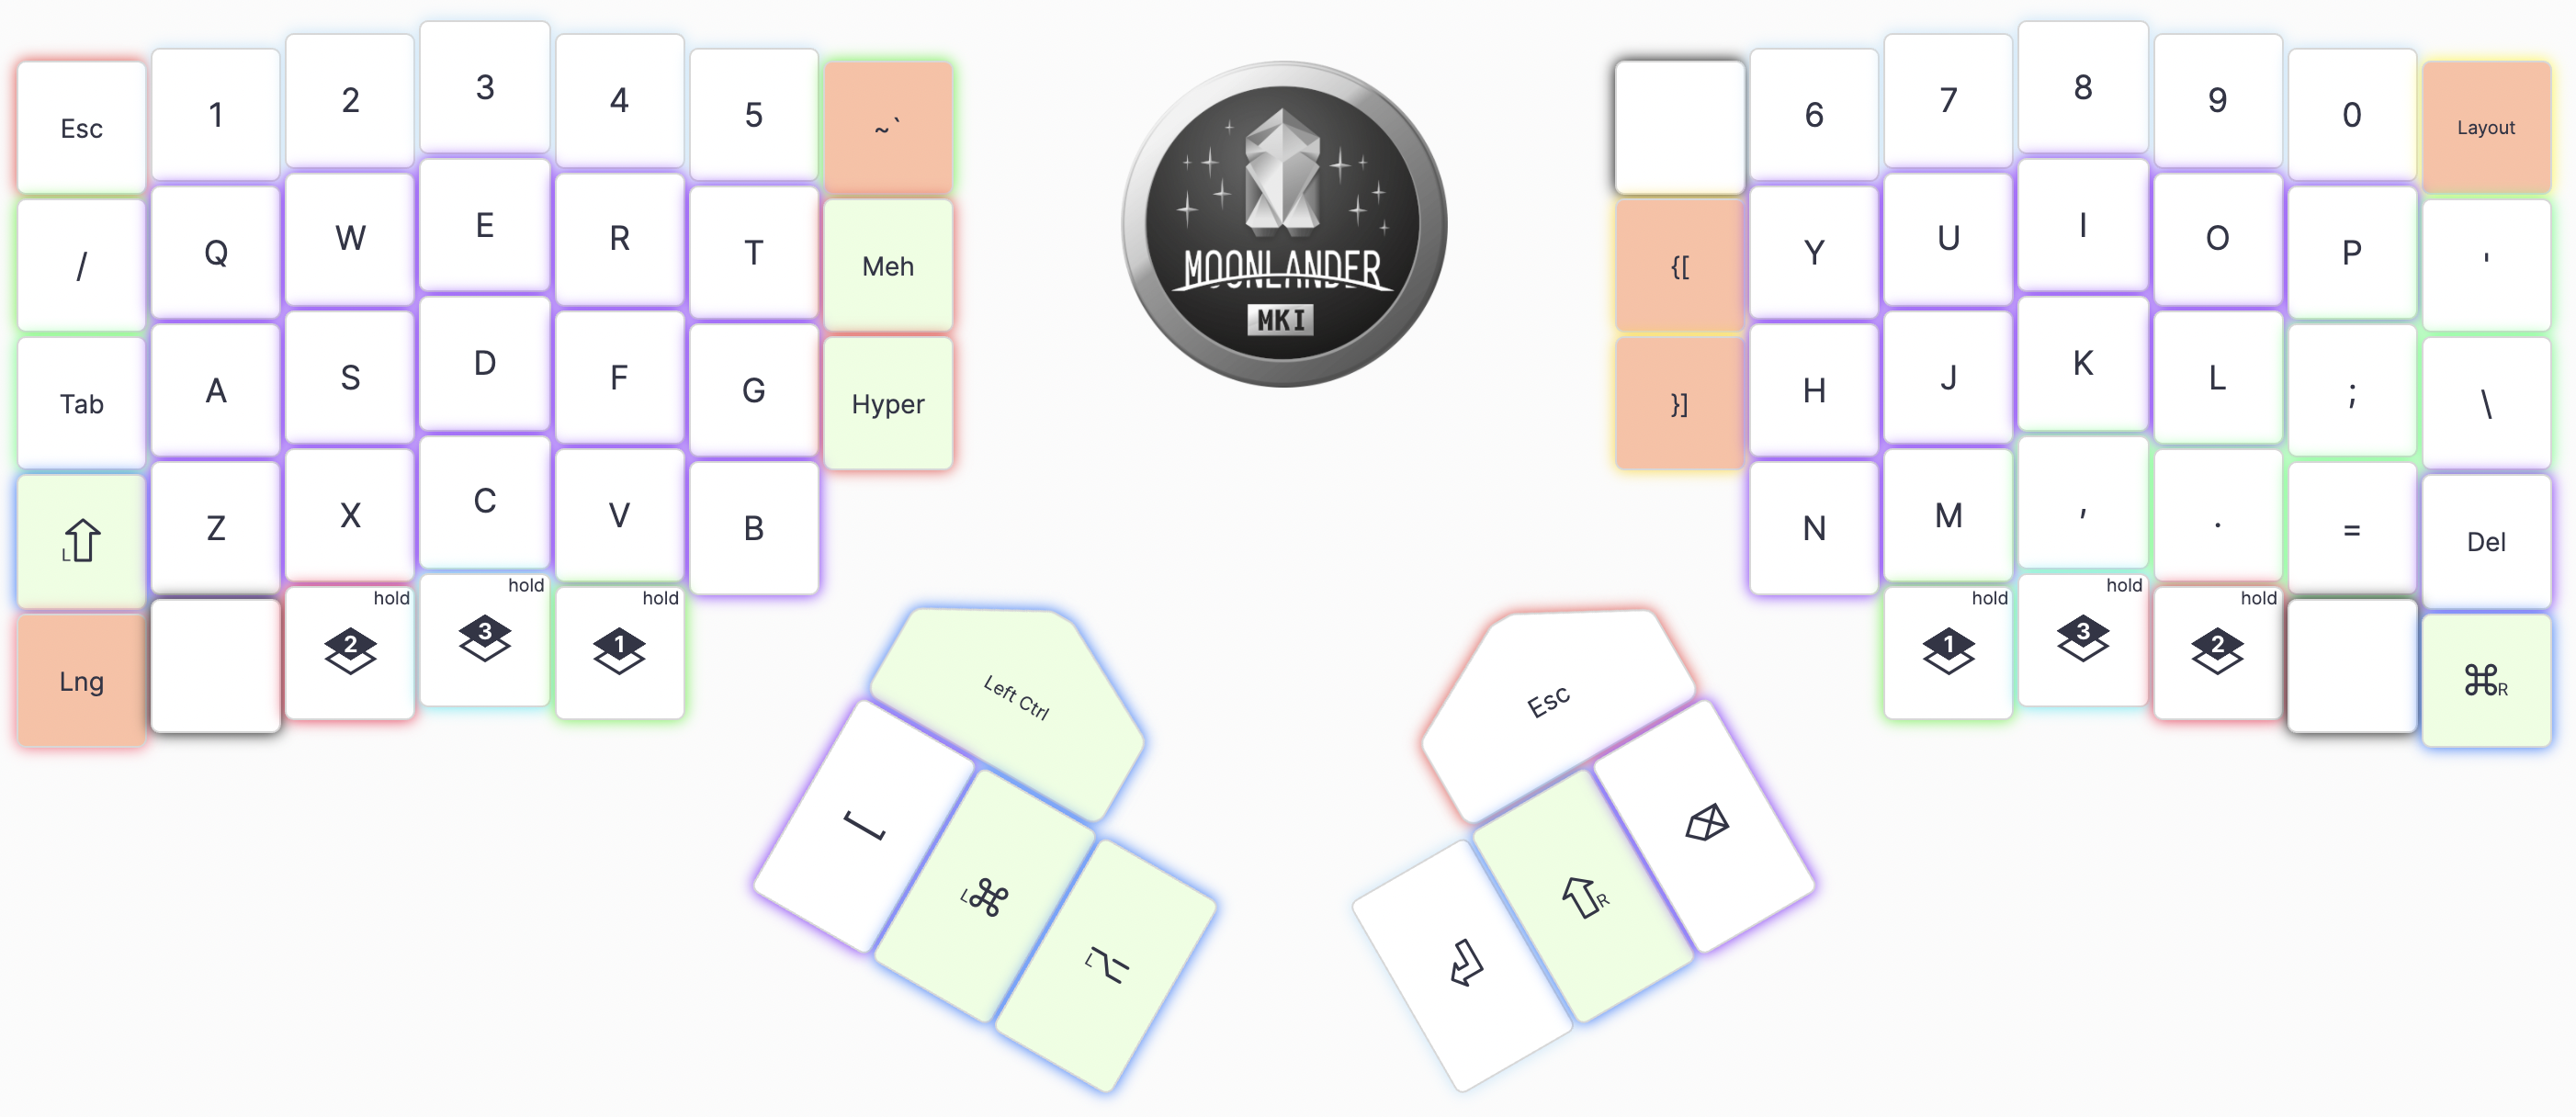 Esc 1 2 3 4 5 ~`
/ Q W E R T Meh
Tab A S D F G Hyper
L Z X C V B
Lng hold 2 hold 3 hold 1
Left Ctrl
L
L
MOONLANDER
MKI
6 7 8 9 0 Layout
{[ Y U I O P '
}] H J K L ; \
N M , . = Del
hold 1 hold 3 hold 2 ⌘R
Esc
R